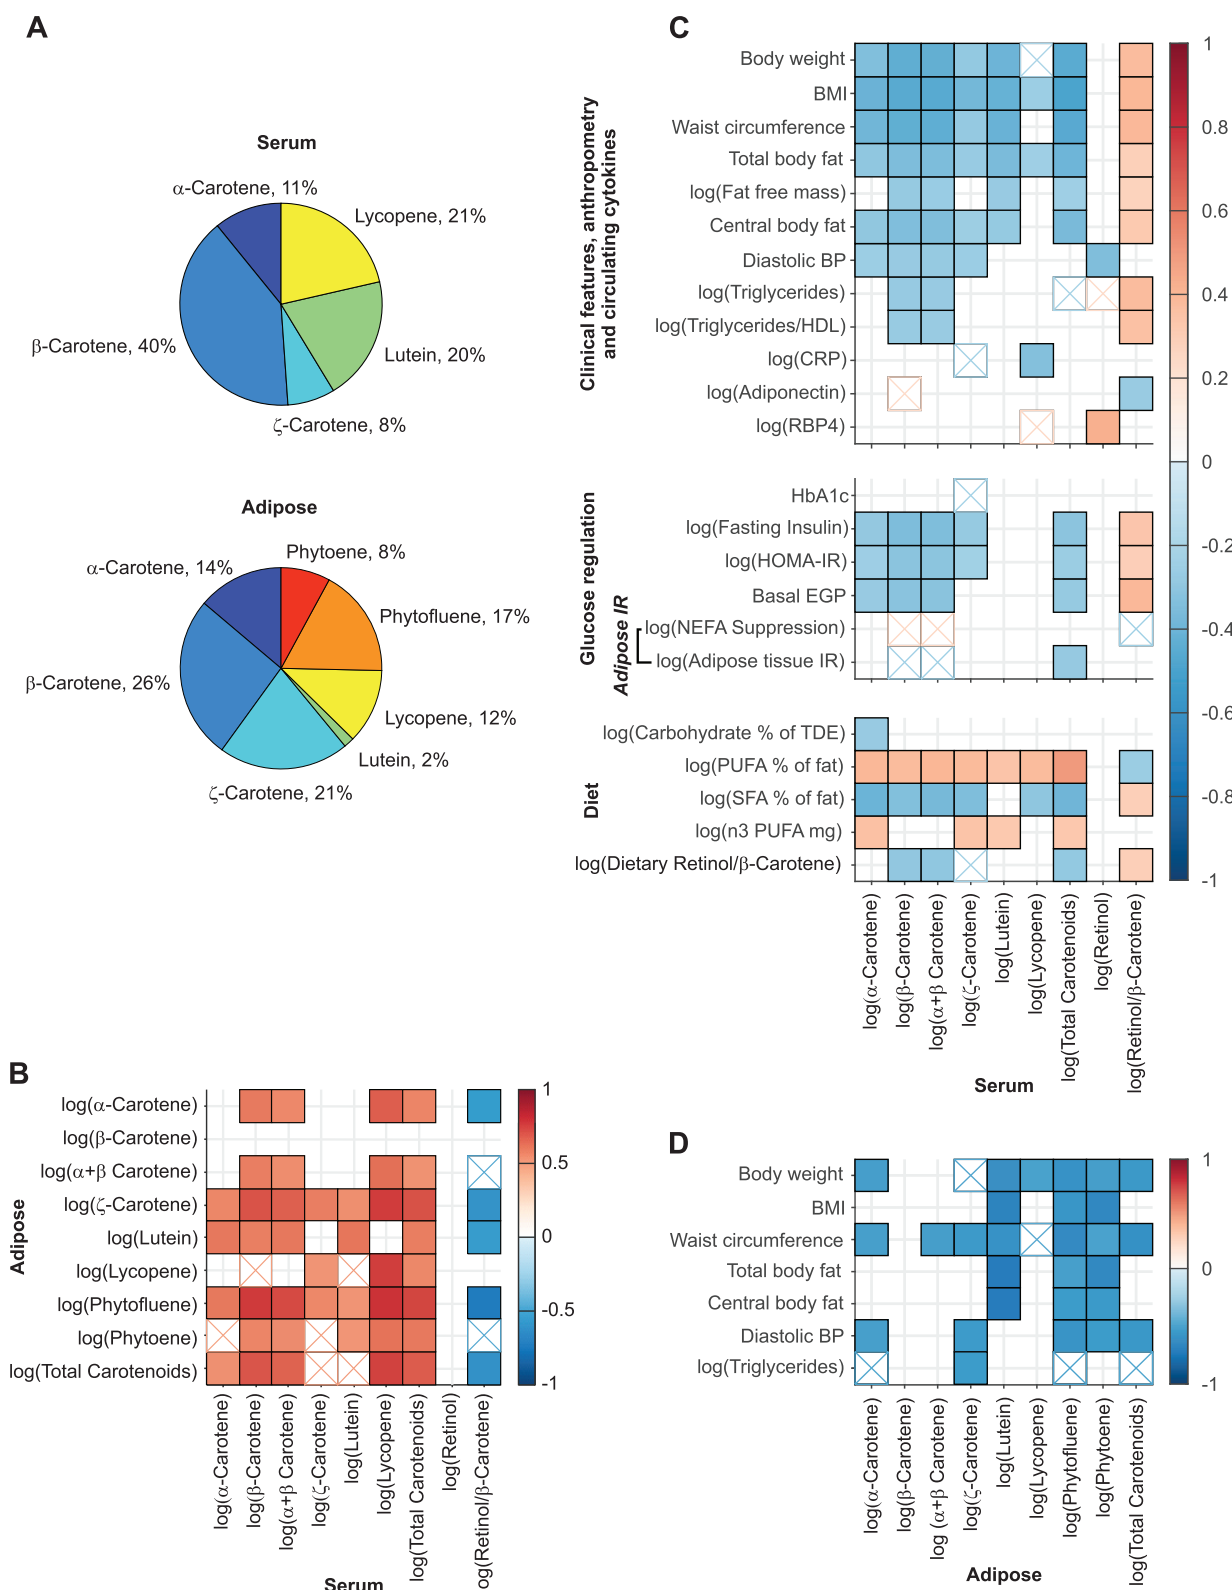 A
Serum
α-Carotene, 11%
Lycopene, 21%
β-Carotene, 40%
Lutein, 20%
ζ-Carotene, 8%
Adipose
Phytoene, 8%
α-Carotene, 14%
Phytofluene, 17%
β-Carotene, 26%
Lycopene, 12%
Lutein, 2%
ζ-Carotene, 21%
B
Adipose
log(α-Carotene)
log(β-Carotene)
log(α+β Carotene)
log(ζ-Carotene)
log(Lutein)
log(Lycopene)
log(Phytofluene)
log(Phytoene)
log(Total Carotenoids)
1
0.5
0
-0.5
-1
log(α-Carotene)
log(β-Carotene)
log(α+β Carotene)
log(ζ-Carotene)
log(Lutein)
log(Lycopene)
log(Total Carotenoids)
log(Retinol)
og(Retinol/β-Carotene)
Serum
C
Clinical features, anthropometry
and circulating cytokines
Body weight
BMI
Waist circumference
Total body fat
log(Fat free mass)
Central body fat
Diastolic BP
log(Triglycerides)
log(Triglycerides/HDL)
log(CRP)
log(Adiponectin)
log(RBP4)
Glucose regulation
Adipose IR
HbA1c
log(Fasting Insulin)
log(HOMA-IR)
Basal EGP
log(NEFA Suppression)
log(Adipose tissue IR)
Diet
log(Carbohydrate % of TDE)
log(PUFA % of fat)
log(SFA % of fat)
log(n3 PUFA mg)
log(Dietary Retinol/β-Carotene)
1
0.8
0.6
0.4
0.2
0
-0.2
-0.4
-0.6
-0.8
-1
log(α-Carotene)
log(β-Carotene)
log(α+β Carotene)
log(ζ-Carotene)
log(Lutein)
log(Lycopene)
log(Total Carotenoids)
log(Retinol)
log(Retinol/β-Carotene)
Serum
D
Body weight
BMI
Waist circumference
Total body fat
Central body fat
Diastolic BP
log(Triglycerides)
1
0
-1
log(α-Carotene)
log(β-Carotene)
log (α+β Carotene)
log(ζ-Carotene)
log(Lutein)
log(Lycopene)
log(Phytofluene)
log(Phytoene)
log(Total Carotenoids)
Adipose